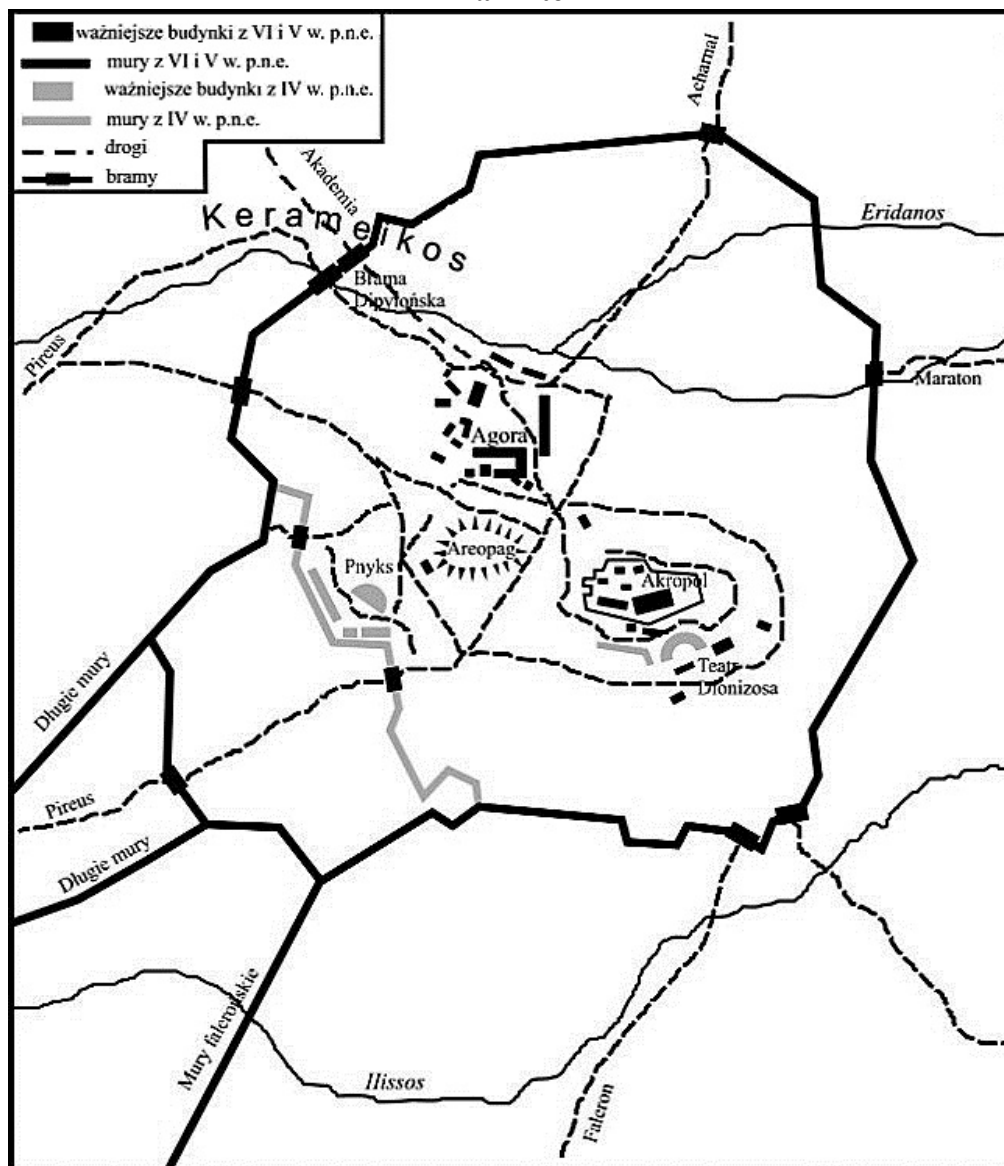 ważniejsze budynki z VI i V w. p.n.e.
mury z VI i V w. p.n.e.
ważniejsze budynki z IV w. p.n.e.
mury z IV w. p.n.e.
drogi
bramy
Acharnai
Akademia
Kerameikos
Eridanos
Brama
Dipylońska
Pireus
Maraton
Agora
Areopag
Pnyks
Akropol
Teatr
Dionizosa
Długie mury
Pireus
Długie mury
Mury falerońskie
Ilissos
Faleron